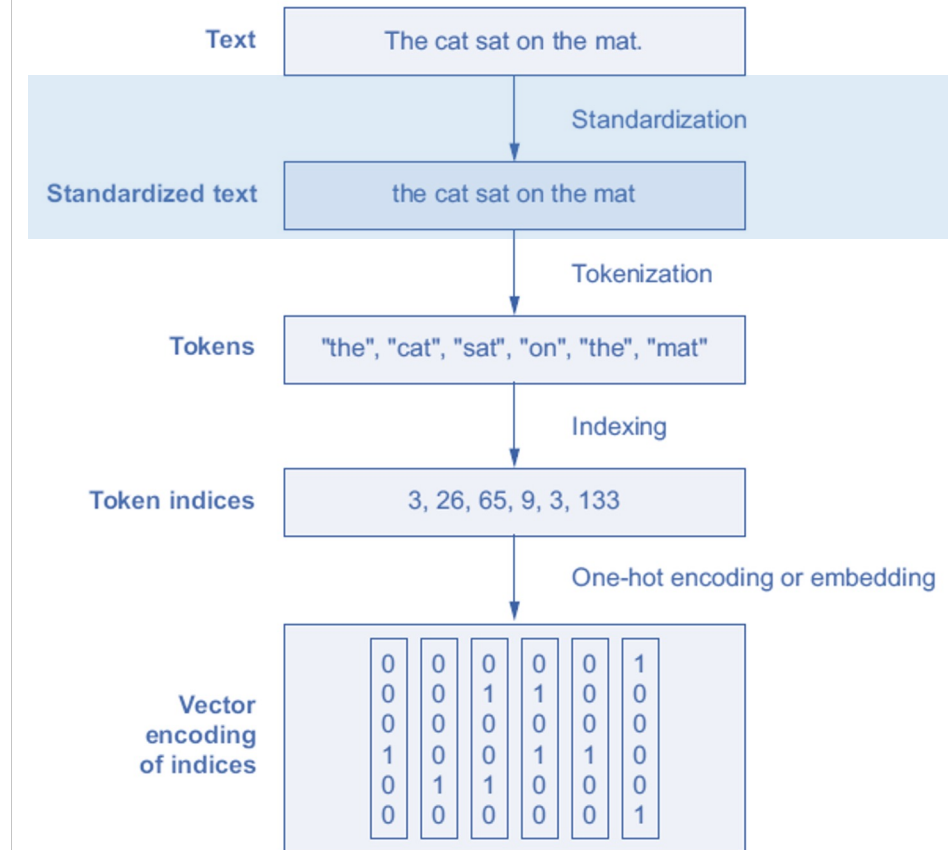 Text The cat sat on the mat.
Standardization
Standardized text the cat sat on the mat
Tokenization
Tokens "the", "cat", "sat", "on", "the", "mat"
Indexing
Token indices 3, 26, 65, 9, 3, 133
One-hot encoding or embedding
Vector
encoding
of indices
0 0 0 0 0 1
0 0 1 1 0 0
0 0 0 0 0 0
1 0 0 1 1 0
0 1 1 0 0 0
0 0 0 0 0 1